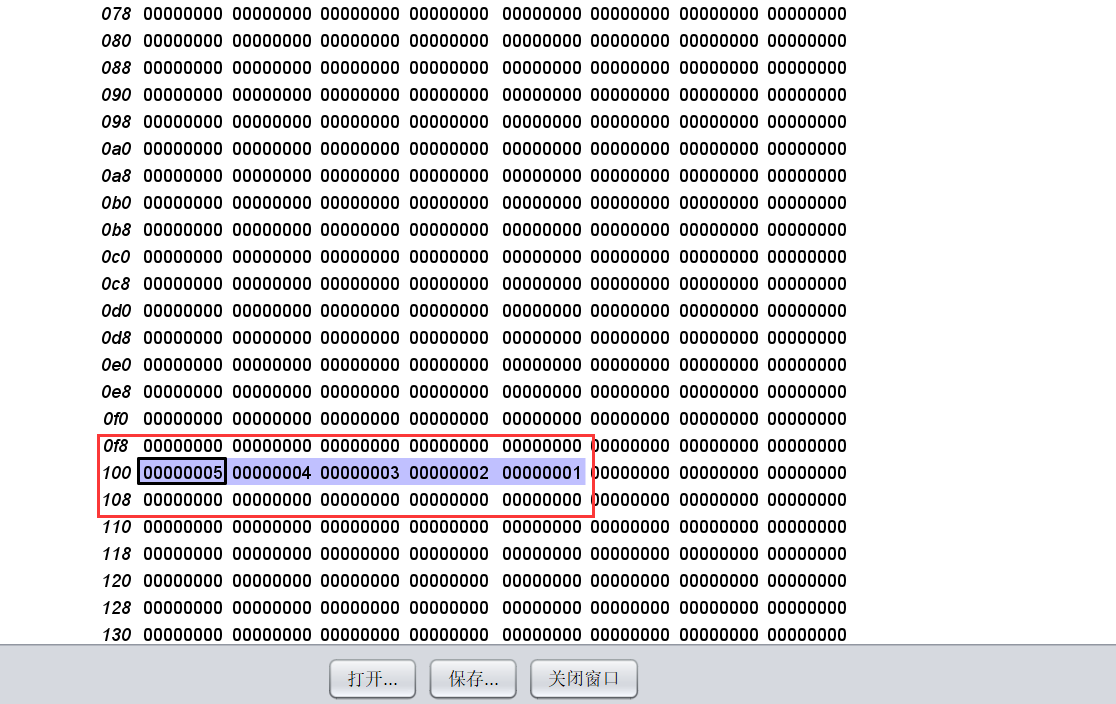 078 00000000 00000000 00000000 00000000 00000000 00000000 00000000 00000000
080 00000000 00000000 00000000 00000000 00000000 00000000 00000000 00000000
088 00000000 00000000 00000000 00000000 00000000 00000000 00000000 00000000
090 00000000 00000000 00000000 00000000 00000000 00000000 00000000 00000000
098 00000000 00000000 00000000 00000000 00000000 00000000 00000000 00000000
0a0 00000000 00000000 00000000 00000000 00000000 00000000 00000000 00000000
0a8 00000000 00000000 00000000 00000000 00000000 00000000 00000000 00000000
0b0 00000000 00000000 00000000 00000000 00000000 00000000 00000000 00000000
0b8 00000000 00000000 00000000 00000000 00000000 00000000 00000000 00000000
0c0 00000000 00000000 00000000 00000000 00000000 00000000 00000000 00000000
0c8 00000000 00000000 00000000 00000000 00000000 00000000 00000000 00000000
0d0 00000000 00000000 00000000 00000000 00000000 00000000 00000000 00000000
0d8 00000000 00000000 00000000 00000000 00000000 00000000 00000000 00000000
0e0 00000000 00000000 00000000 00000000 00000000 00000000 00000000 00000000
0e8 00000000 00000000 00000000 00000000 00000000 00000000 00000000 00000000
0f0 00000000 00000000 00000000 00000000 00000000 00000000 00000000 00000000
0f8 00000000 00000000 00000000 00000000 00000000 00000000 00000000 00000000
100 00000005 00000004 00000003 00000002 00000001 00000000 00000000 00000000
108 00000000 00000000 00000000 00000000 00000000 00000000 00000000 00000000
110 00000000 00000000 00000000 00000000 00000000 00000000 00000000 00000000
118 00000000 00000000 00000000 00000000 00000000 00000000 00000000 00000000
120 00000000 00000000 00000000 00000000 00000000 00000000 00000000 00000000
128 00000000 00000000 00000000 00000000 00000000 00000000 00000000 00000000
130 00000000 00000000 00000000 00000000 00000000 00000000 00000000 00000000
打开... 保存... 关闭窗口